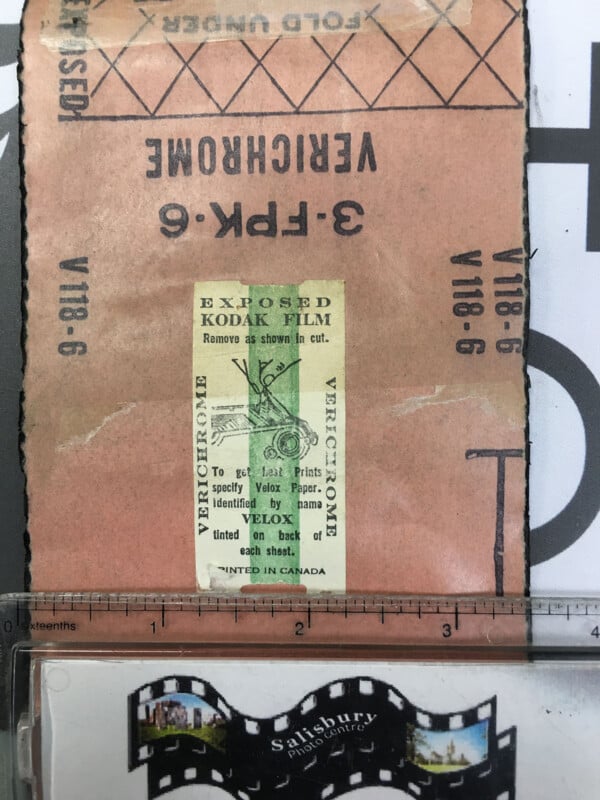 FOLD UNDER
VERICHROME
3-FPK-6
V 118-6
V 118-6
V 118-6
EXPOSED
KODAK FILM
Remove as shown in cut.
VERICHROME
VERICHROME
To get best Prints
specify Velox Paper.
Identified by name
VELOX
tinted on back of
each sheet.
PRINTED IN CANADA
0 sixteenths 1 2 3 4
Salisbury
Photo Centre